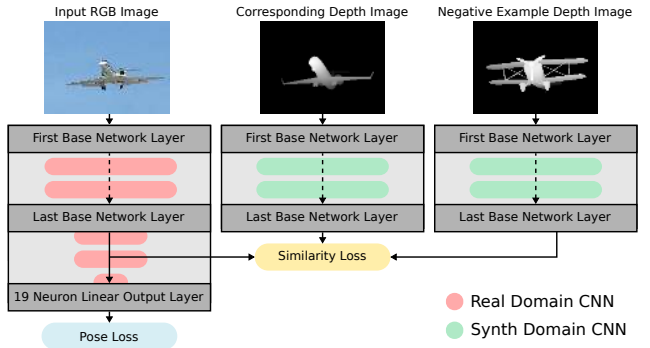 Input RGB Image
Corresponding Depth Image
Negative Example Depth Image
First Base Network Layer
First Base Network Layer
First Base Network Layer
Last Base Network Layer
Last Base Network Layer
Last Base Network Layer
Similarity Loss
19 Neuron Linear Output Layer
Pose Loss
Real Domain CNN
Synth Domain CNN